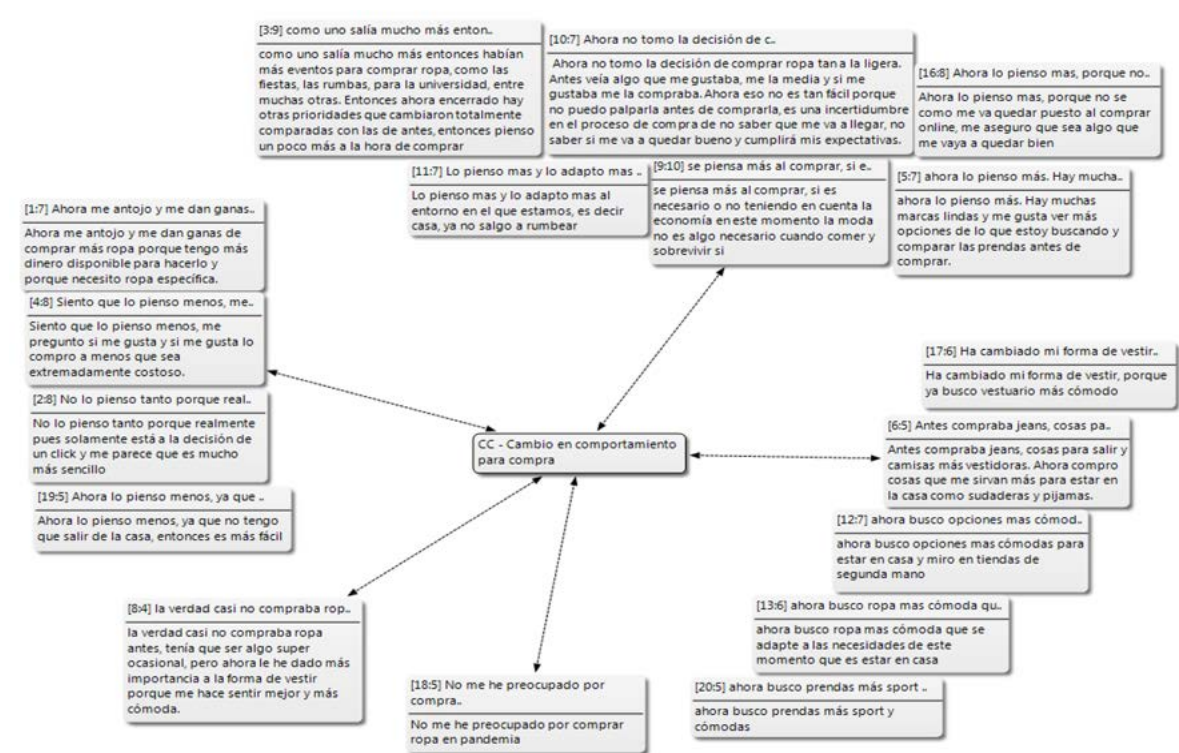 [3:9] como uno salía mucho más enton..
como uno salía mucho más entonces habían
más eventos para comprar ropa, como las
fiestas, las rumbas, para la universidad, entre
muchas otras. Entonces ahora encerrado hay
otras prioridades que cambiaron totalmente
comparadas con las de antes, entonces pienso
un poco más a la hora de comprar
[10:7] Ahora no tomo la decisión de c..
Ahora no tomo la decisión de comprar ropa tan a la ligera.
Antes veía algo que me gustaba, me la media y si me
gustaba me la compraba. Ahora eso no es tan fácil porque
no puedo palparla antes de comprarla, es una incertidumbre
en el proceso de compra de no saber que me va a llegar, no
saber si me va a quedar bueno y cumplirá mis expectativas.
[16:8] Ahora lo pienso mas, porque no..
Ahora lo pienso mas, porque no se
como me va quedar puesto al comprar
online, me aseguro que sea algo que
me vaya a quedar bien
[11:7] Lo pienso mas y lo adapto mas ..
Lo pienso mas y lo adapto mas al
entorno en el que estamos, es decir
casa, ya no salgo a rumbear
[9:10] se piensa más al comprar, si e..
se piensa más al comprar, si es
necesario o no teniendo en cuenta la
economía en este momento la moda
no es algo necesario cuando comer y
sobrevivir si
[5:7] ahora lo pienso más. Hay mucha..
ahora lo pienso más. Hay muchas
marcas lindas y me gusta ver más
opciones de lo que estoy buscando y
comparar las prendas antes de
comprar.
[1:7] Ahora me antojo y me dan ganas..
Ahora me antojo y me dan ganas de
comprar más ropa porque tengo más
dinero disponible para hacerlo y
porque necesito ropa específica.
[4:8] Siento que lo pienso menos, me..
Siento que lo pienso menos, me
pregunto si me gusta y si me gusta lo
compro a menos que sea
extremadamente costoso.
[2:8] No lo pienso tanto porque real..
No lo pienso tanto porque realmente
pues solamente está a la decisión de
un click y me parece que es mucho
más sencillo
[19:5] Ahora lo pienso menos, ya que ..
Ahora lo pienso menos, ya que no tengo
que salir de la casa, entonces es más fácil
CC - Cambio en comportamiento
para compra
[17:6] Ha cambiado mi forma de vestir..
Ha cambiado mi forma de vestir, porque
ya busco vestuario más cómodo
[6:5] Antes compraba jeans, cosas pa..
Antes compraba jeans, cosas para salir y
camisas más vestidoras. Ahora compro
cosas que me sirvan más para estar en
la casa como sudaderas y pijamas.
[12:7] ahora busco opciones mas cómod..
ahora busco opciones mas cómodas para
estar en casa y miro en tiendas de
segunda mano
[13:6] ahora busco ropa mas cómoda qu..
ahora busco ropa mas cómoda que se
adapte a las necesidades de este
momento que es estar en casa
[20:5] ahora busco prendas más sport ..
ahora busco prendas más sport y
cómodas
[8:4] la verdad casi no compraba rop..
la verdad casi no compraba ropa
antes, tenía que ser algo super
ocasional, pero ahora le he dado más
importancia a la forma de vestir
porque me hace sentir mejor y más
cómoda.
[18:5] No me he preocupado por
compra..
No me he preocupado por comprar
ropa en pandemia